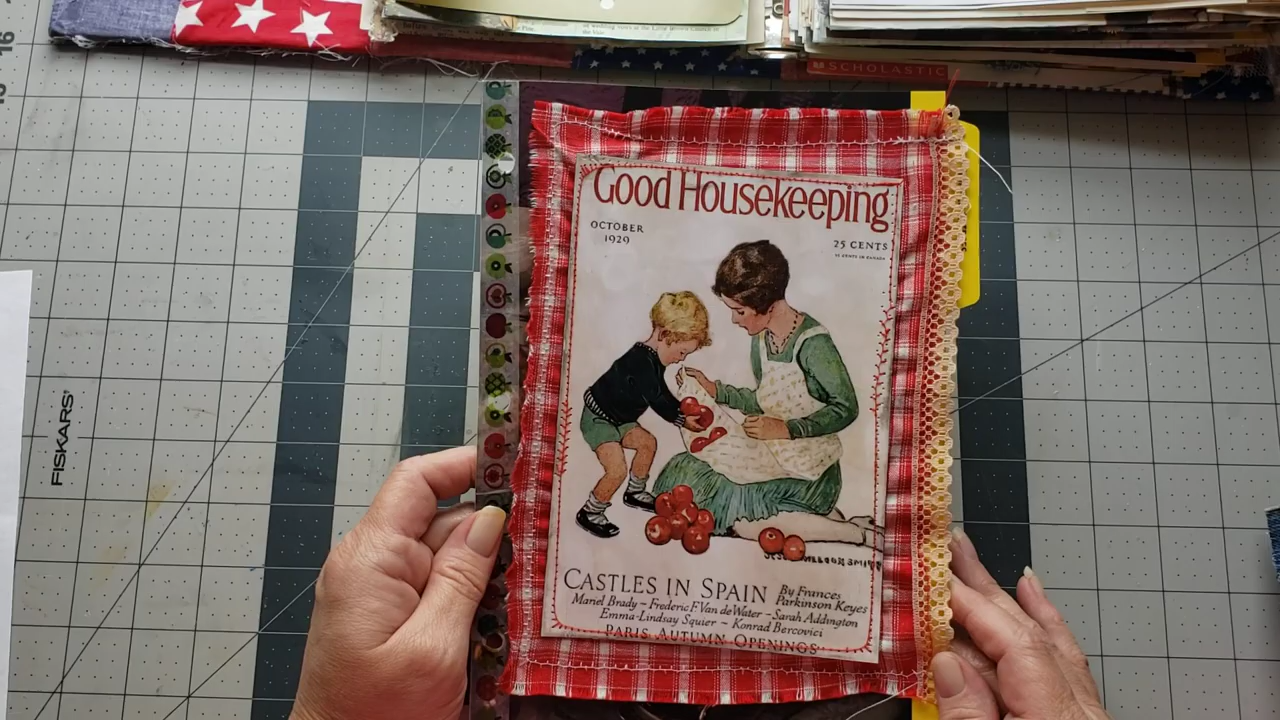 16
SCHOLASTIC
Good Housekeeping
OCTOBER
1929
25 CENTS
FISKARS®
CASTLES IN SPAIN
By Frances
Parkinson Keyes
Mariel Brady ~ Frederic F. Van de Water ~ Sarah Addington
Emma-Lindsay Squier ~ Konrad Bercovici
PARIS AUTUMN OPENINGS